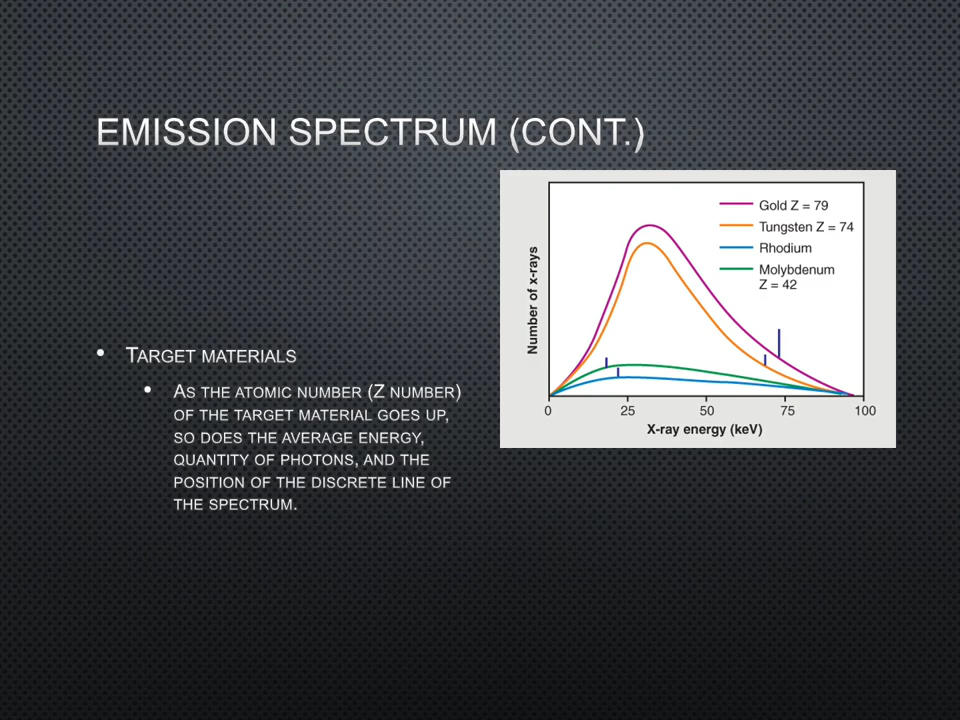 EMISSION SPECTRUM (CONT.)
• TARGET MATERIALS
• AS THE ATOMIC NUMBER (Z NUMBER)
OF THE TARGET MATERIAL GOES UP,
SO DOES THE AVERAGE ENERGY,
QUANTITY OF PHOTONS, AND THE
POSITION OF THE DISCRETE LINE OF
THE SPECTRUM.
Number of x-rays
Gold Z = 79
Tungsten Z = 74
Rhodium
Molybdenum
Z = 42
0 25 50 75 100
X-ray energy (keV)